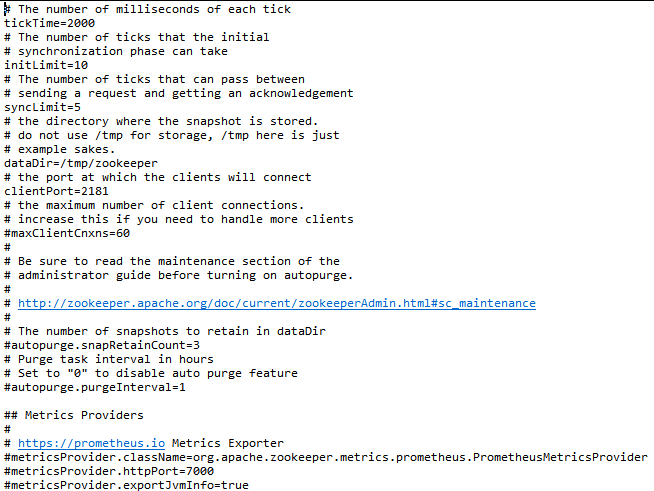 # The number of milliseconds of each tick
tickTime=2000
# The number of ticks that the initial
# synchronization phase can take
initLimit=10
# The number of ticks that can pass between
# sending a request and getting an acknowledgement
syncLimit=5
# the directory where the snapshot is stored.
# do not use /tmp for storage, /tmp here is just
# example sakes.
dataDir=/tmp/zookeeper
# the port at which the clients will connect
clientPort=2181
# the maximum number of client connections.
# increase this if you need to handle more clients
#maxClientCnxns=60
#
# Be sure to read the maintenance section of the
# administrator guide before turning on autopurge.
#
# http://zookeeper.apache.org/doc/current/zookeeperAdmin.html#sc_maintenance
#
# The number of snapshots to retain in dataDir
#autopurge.snapRetainCount=3
# Purge task interval in hours
# Set to "0" to disable auto purge feature
#autopurge.purgeInterval=1

## Metrics Providers
#
# https://prometheus.io Metrics Exporter
#metricsProvider.className=org.apache.zookeeper.metrics.prometheus.PrometheusMetricsProvider
#metricsProvider.httpPort=7000
#metricsProvider.exportJvmInfo=true